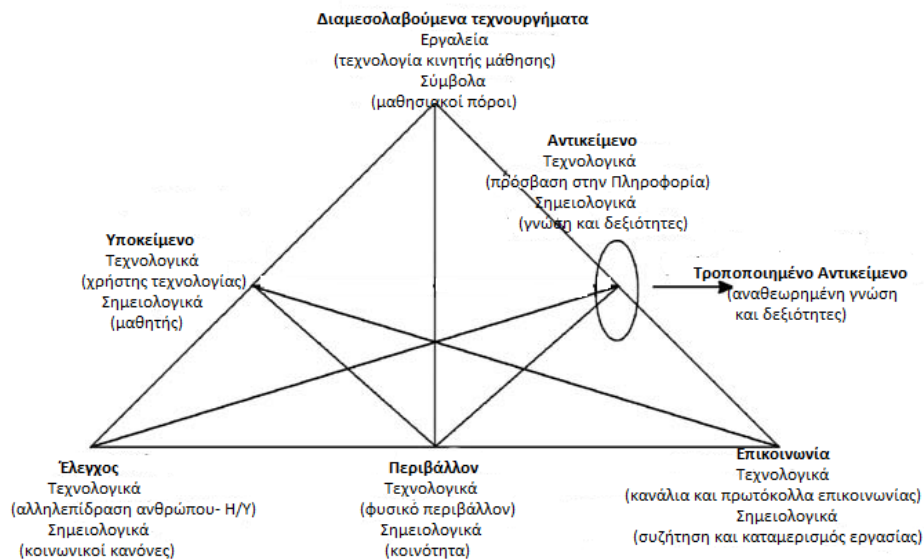 Διαμεσολαβούμενα τεχνουργήματα
Εργαλεία
(τεχνολογία κινητής μάθησης)
Σύμβολα
(μαθησιακοί πόροι)
Αντικείμενο
Τεχνολογικά
(πρόσβαση στην Πληροφορία)
Σημειολογικά
(γνώση και δεξιότητες)
Υποκείμενο
Τεχνολογικά
(χρήστης τεχνολογίας)
Σημειολογικά
(μαθητής)
Τροποποιημένο Αντικείμενο
(αναθεωρημένη γνώση
και δεξιότητες)
Έλεγχος
Τεχνολογικά
(αλληλεπίδραση ανθρώπου- Η/Υ)
Σημειολογικά
(κοινωνικοί κανόνες)
Περιβάλλον
Τεχνολογικά
(φυσικό περιβάλλον)
Σημειολογικά
(κοινότητα)
Επικοινωνία
Τεχνολογικά
(κανάλια και πρωτόκολλα επικοινωνίας)
Σημειολογικά
(συζήτηση και καταμερισμός εργασίας)